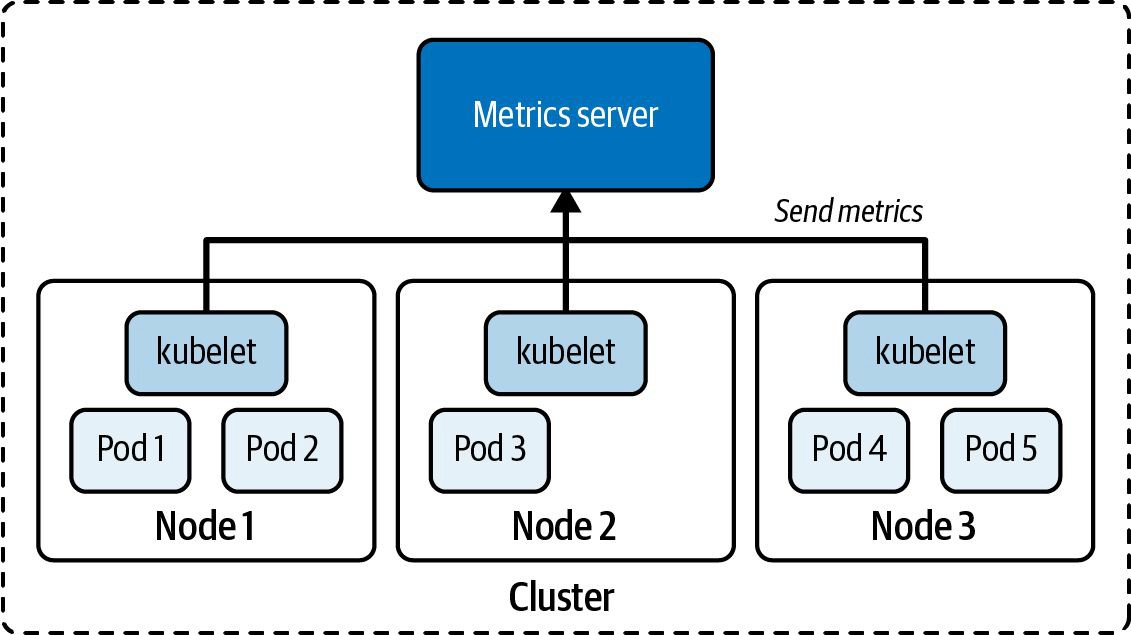 Metrics server
Send metrics
kubelet
kubelet
kubelet
Pod 1
Pod 2
Pod 3
Pod 4
Pod 5
Node 1
Node 2
Node 3
Cluster